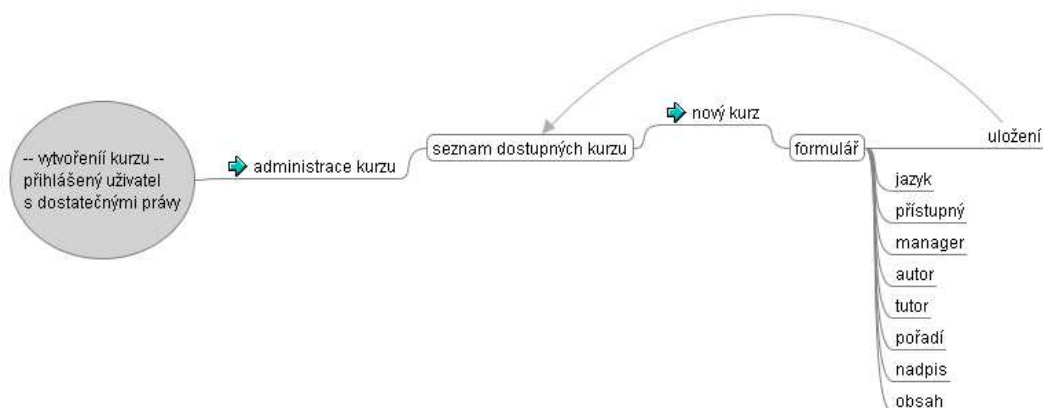 -- vytvořeníí kurzu --
přihlášený uživatel
s dostatečnými právy
administrace kurzu
seznam dostupných kurzu
nový kurz
formulář
uložení
jazyk
přístupný
manager
autor
tutor
pořadí
nadpis
obsah